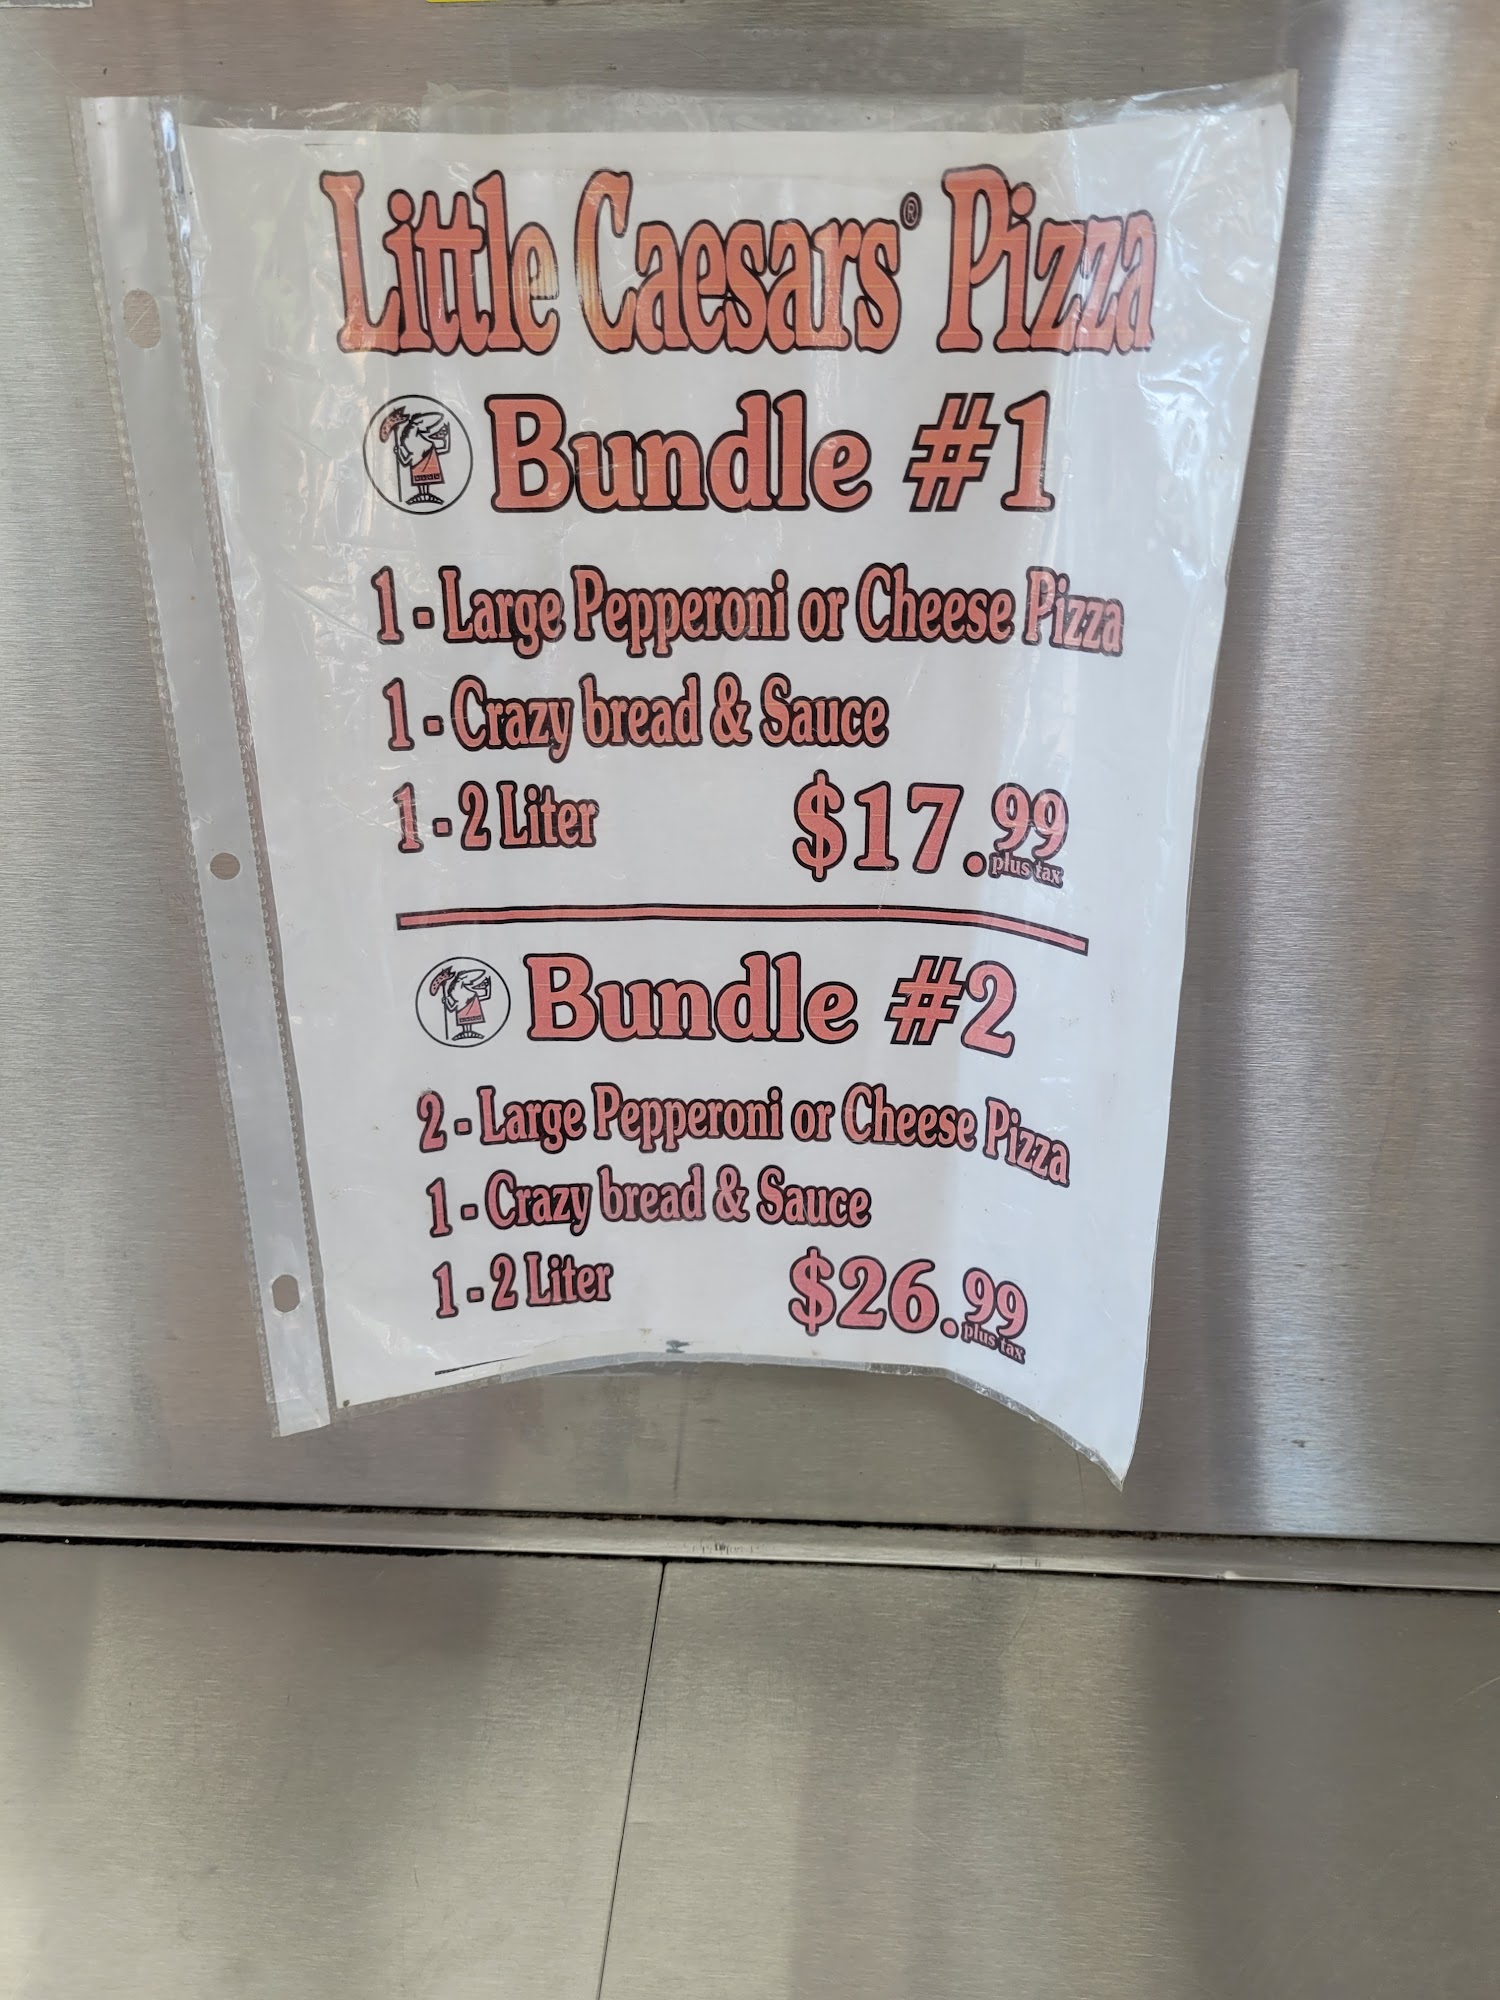 Little Caesars® Pizza
Bundle #1
1 - Large Pepperoni or Cheese Pizza
1 - Crazy bread & Sauce
1 - 2 Liter
$17.99
plus tax
Bundle #2
2 - Large Pepperoni or Cheese Pizza
1 - Crazy bread & Sauce
1 - 2 Liter
$26.99
plus tax